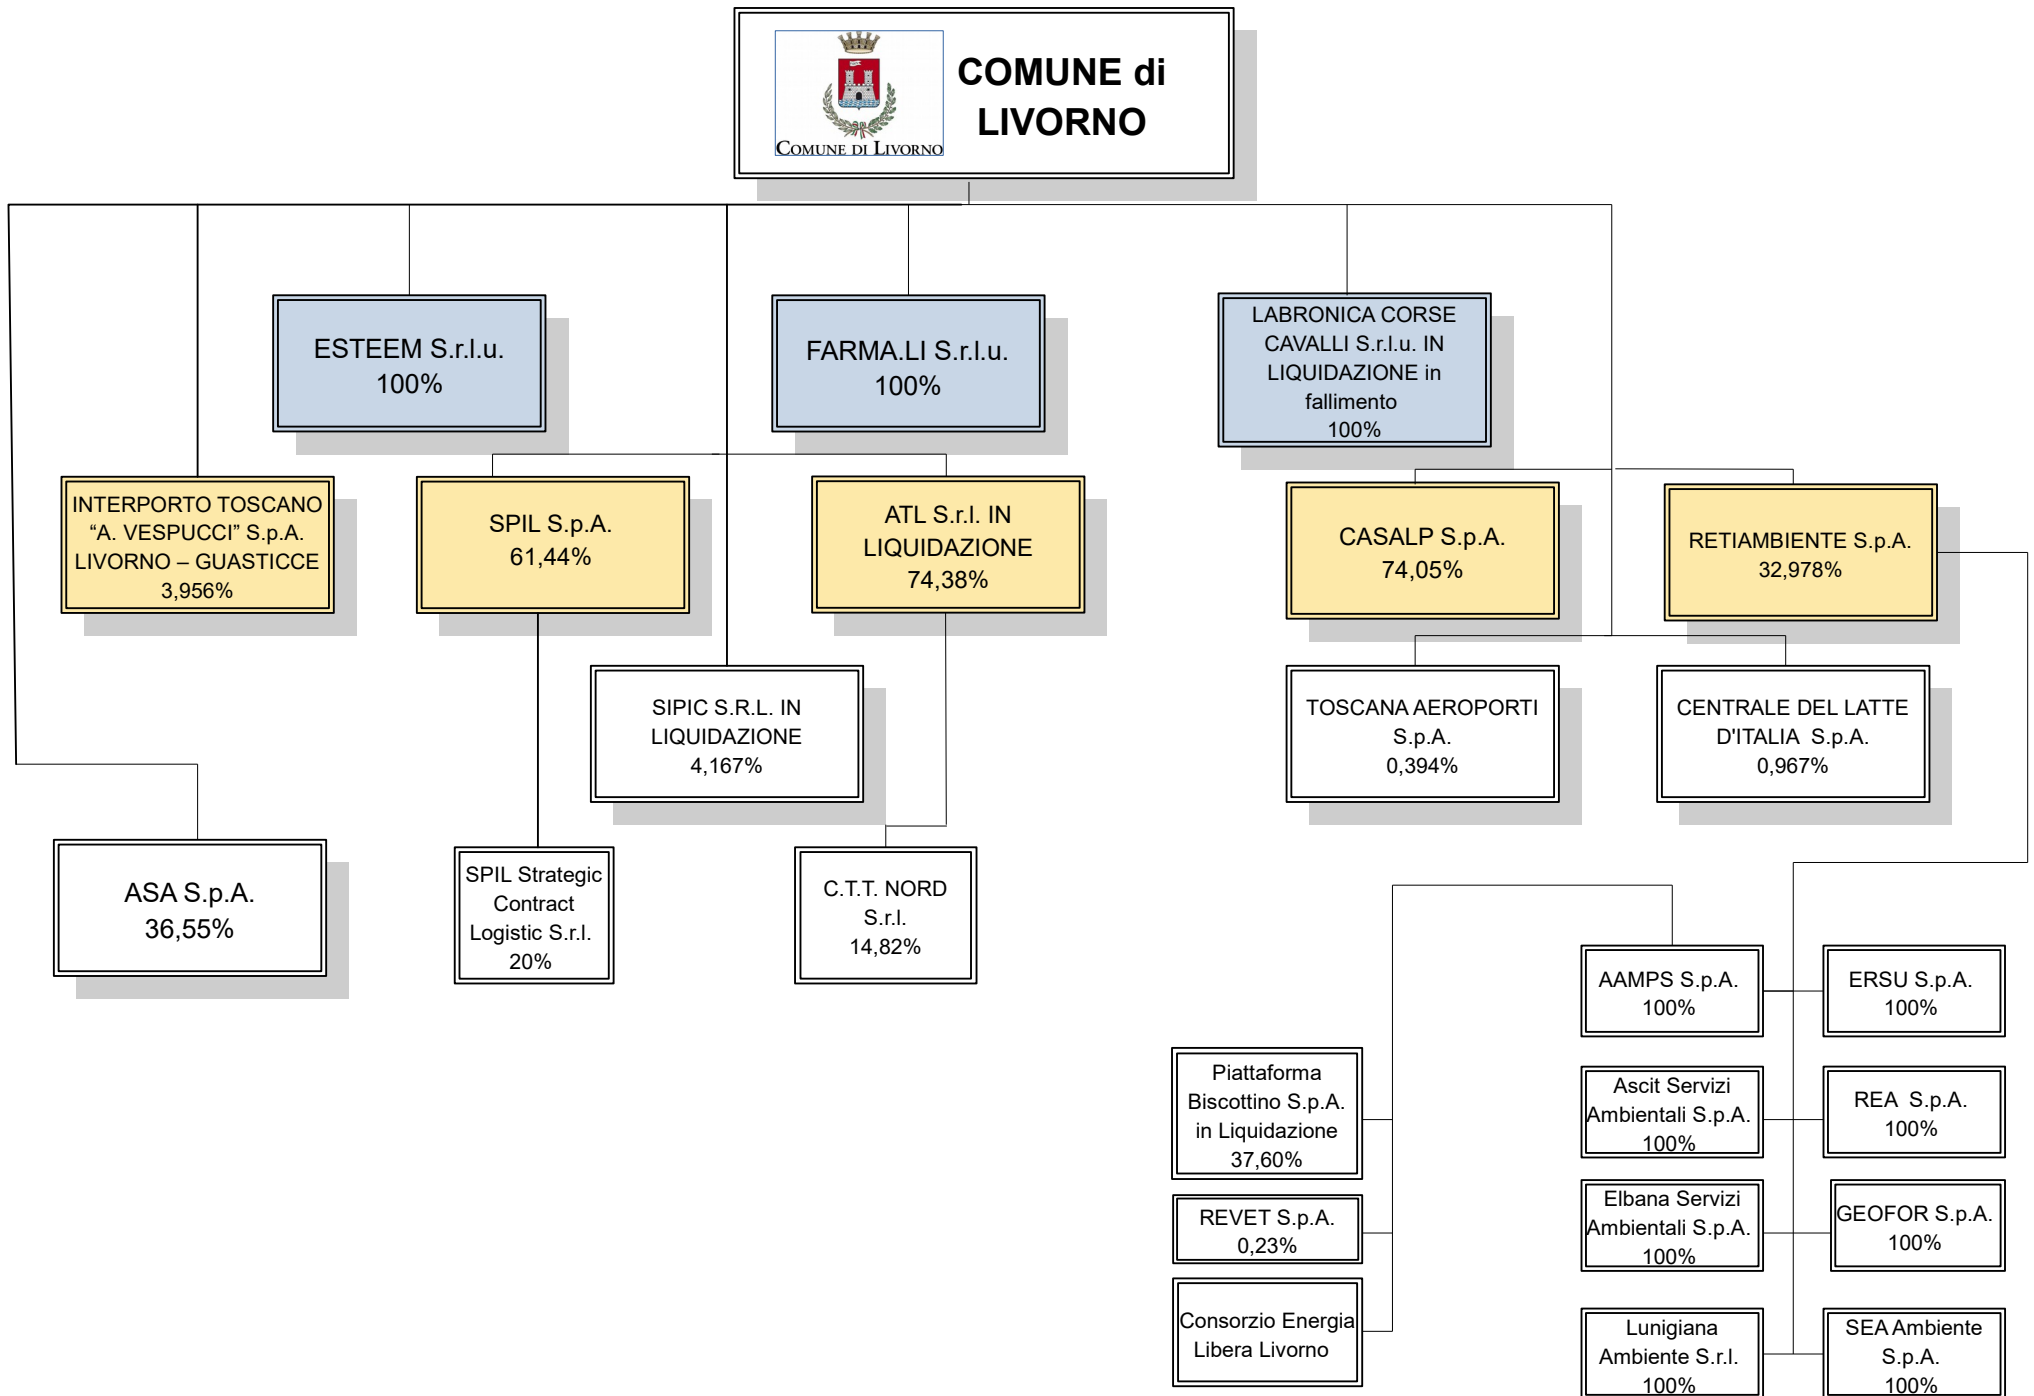 COMUNE di
LIVORNO
COMUNE DI LIVORNO
ESTEEM S.r.l.u.
100%
FARMA.LI S.r.l.u.
100%
LABRONICA CORSE
CAVALLI S.r.l.u. IN
LIQUIDAZIONE in
fallimento
100%
INTERPORTO TOSCANO
“A. VESPUCCI” S.p.A.
LIVORNO – GUASTICCE
3,956%
SPIL S.p.A.
61,44%
ATL S.r.l. IN
LIQUIDAZIONE
74,38%
CASALP S.p.A.
74,05%
RETIAMBIENTE S.p.A.
32,978%
SIPIC S.R.L. IN
LIQUIDAZIONE
4,167%
TOSCANA AEROPORTI
S.p.A.
0,394%
CENTRALE DEL LATTE
D'ITALIA S.p.A.
0,967%
ASA S.p.A.
36,55%
SPIL Strategic
Contract
Logistic S.r.l.
20%
C.T.T. NORD
S.r.l.
14,82%
AAMPS S.p.A.
100%
ERSU S.p.A.
100%
Piattaforma
Biscottino S.p.A.
in Liquidazione
37,60%
Ascit Servizi
Ambientali S.p.A.
100%
REA S.p.A.
100%
REVET S.p.A.
0,23%
Elbana Servizi
Ambientali S.p.A.
100%
GEOFOR S.p.A.
100%
Consorzio Energia
Libera Livorno
Lunigiana
Ambiente S.r.l.
100%
SEA Ambiente
S.p.A.
100%